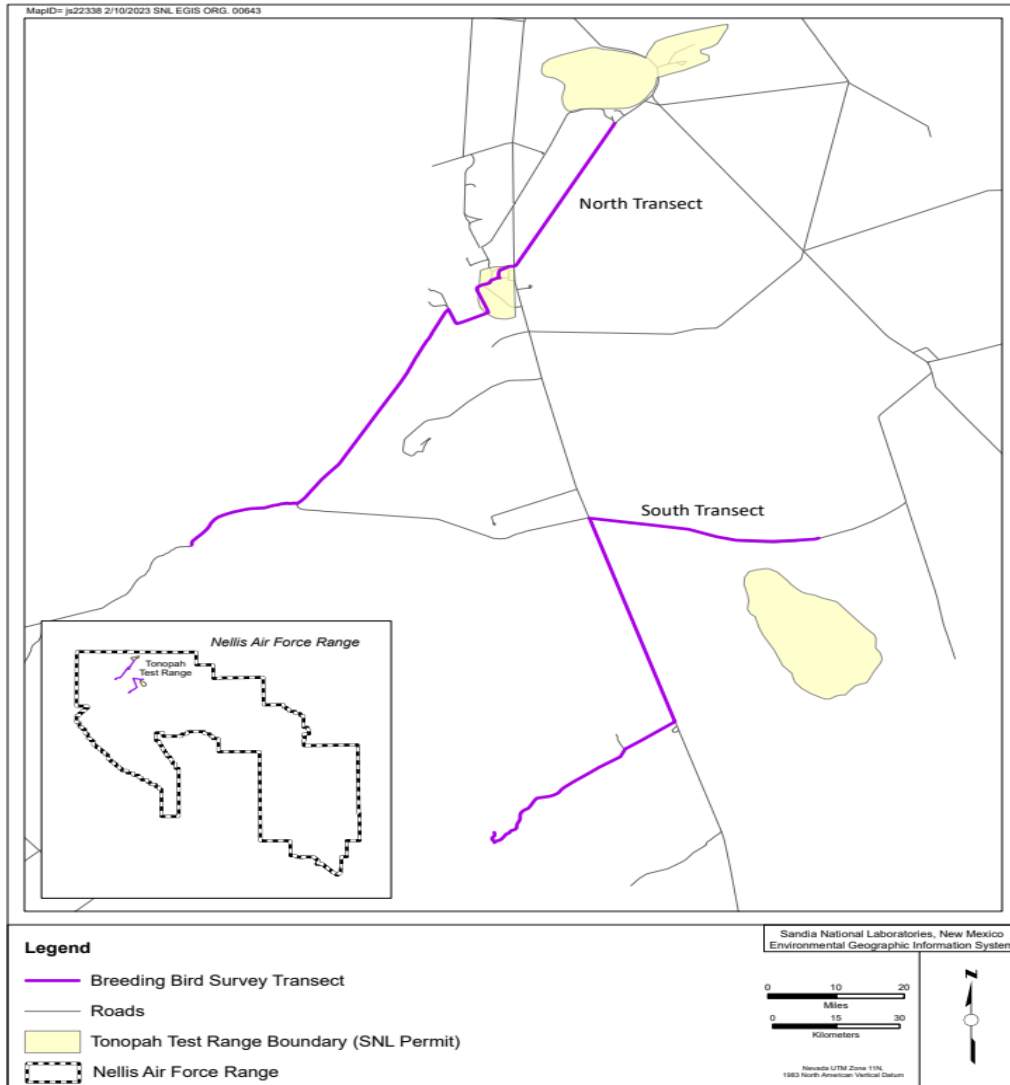 MapID= js22338 2/10/2023 SNL EGIS ORG. 00643
North Transect
South Transect
Nellis Air Force Range
Tonopah
Test Range
Legend
Breeding Bird Survey Transect
Roads
Tonopah Test Range Boundary (SNL Permit)
Nellis Air Force Range
Sandia National Laboratories, New Mexico
Environmental Geographic Information System
0 10 20
Miles
0 15 30
Kilometers
Nevada UTM Zone 11N,
1983 North American Vertical Datum
N